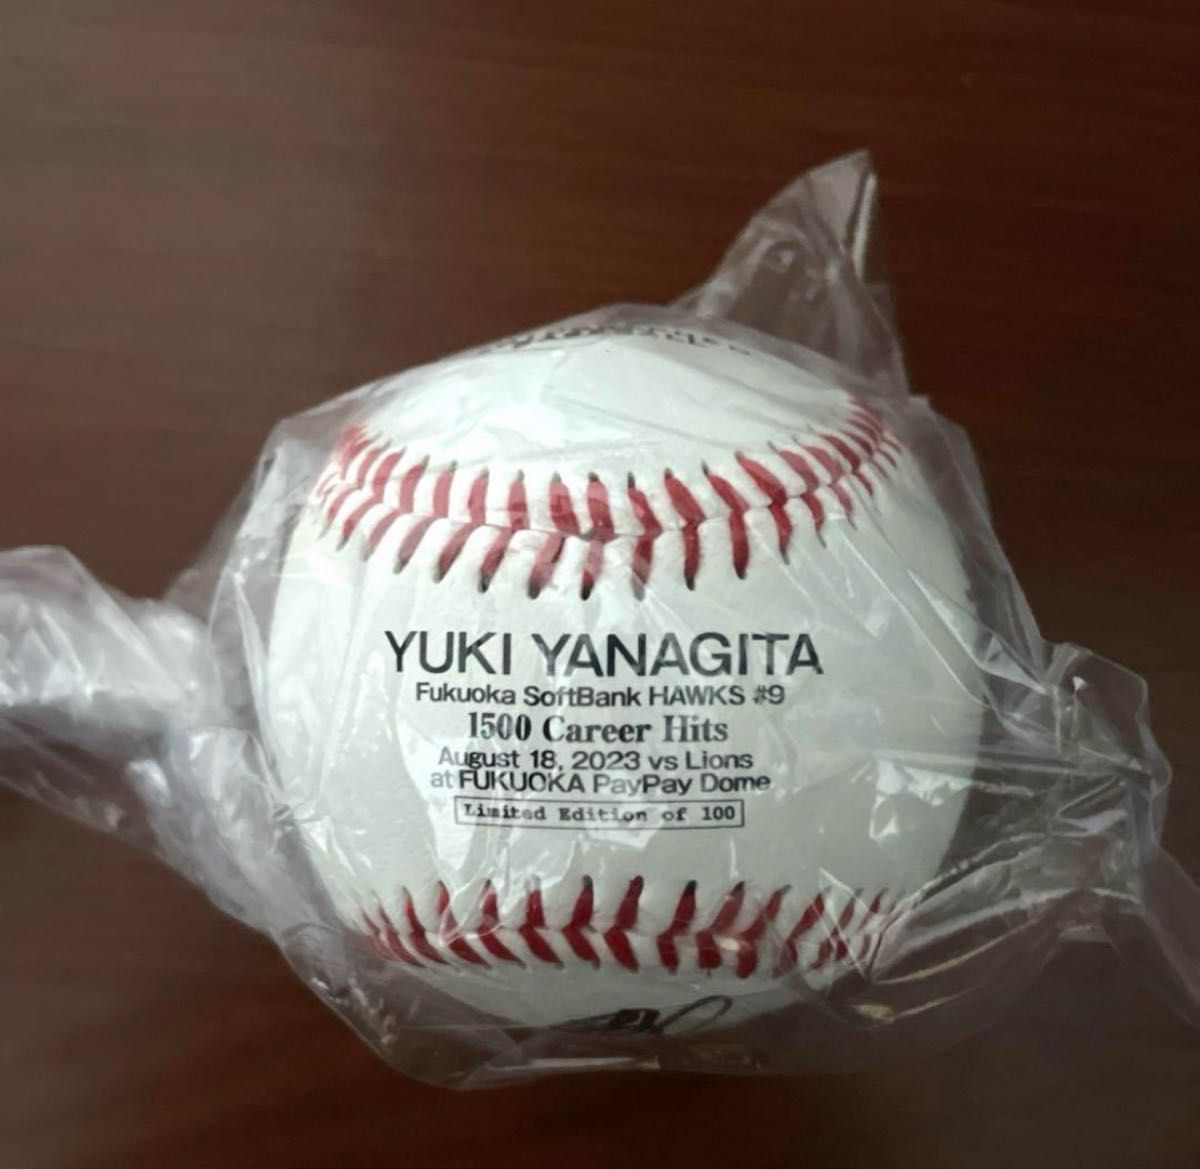 YUKI YANAGITA
Fukuoka SoftBank HAWKS #9
1500 Career Hits
August 18, 2023 vs Lions
at FUKUOKA PayPay Dome
Limited Edition of 100